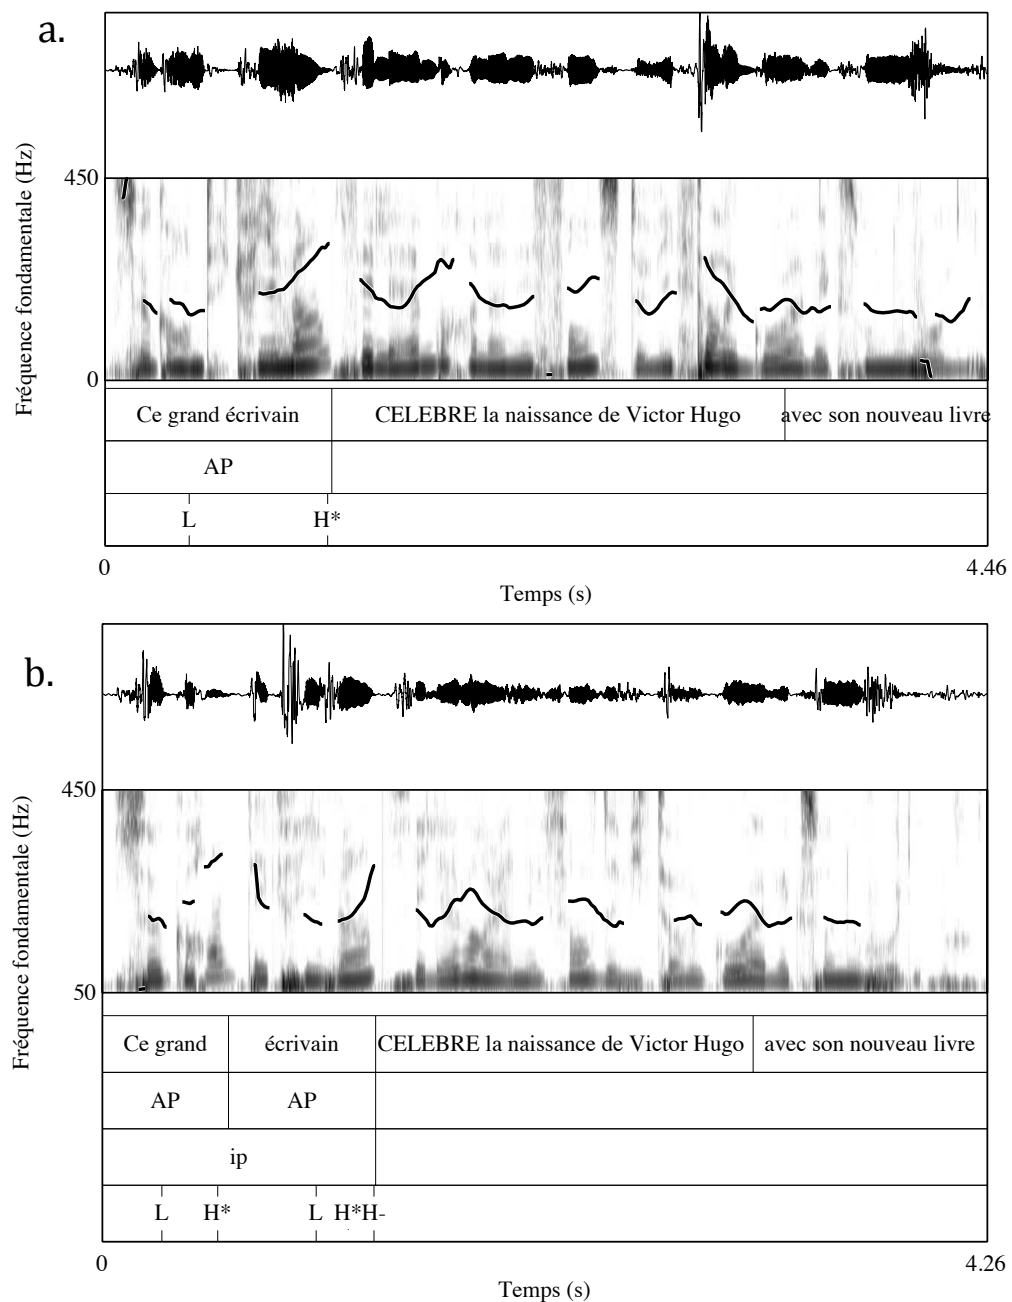 a.
Fréquence fondamentale (Hz)
450
0
Ce grand écrivain CELEBRE la naissance de Victor Hugo avec son nouveau livre
AP
L H*
0 4.46
Temps (s)
b.
Fréquence fondamentale (Hz)
450
50
Ce grand écrivain CELEBRE la naissance de Victor Hugo avec son nouveau livre
AP AP
ip
L H* L H*H-
0 4.26
Temps (s)